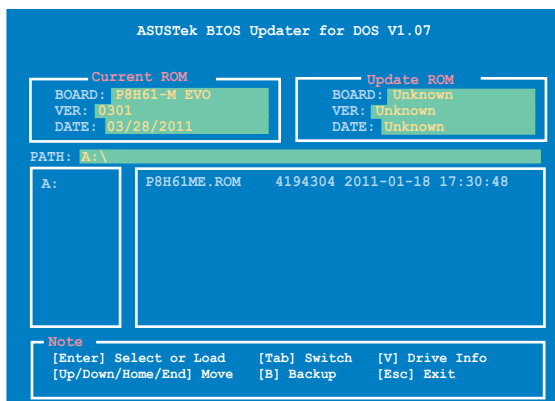 ASUSTek BIOS Updater for DOS V1.07
Current ROM
BOARD: P8H61-M EVO
VER: 0301
DATE: 03/28/2011
Update ROM
BOARD: Unknown
VER: Unknown
DATE: Unknown
PATH: A:\
A:
P8H61ME.ROM 4194304 2011-01-18 17:30:48
Note
[Enter] Select or Load [Tab] Switch [V] Drive Info
[Up/Down/Home/End] Move [B] Backup [Esc] Exit